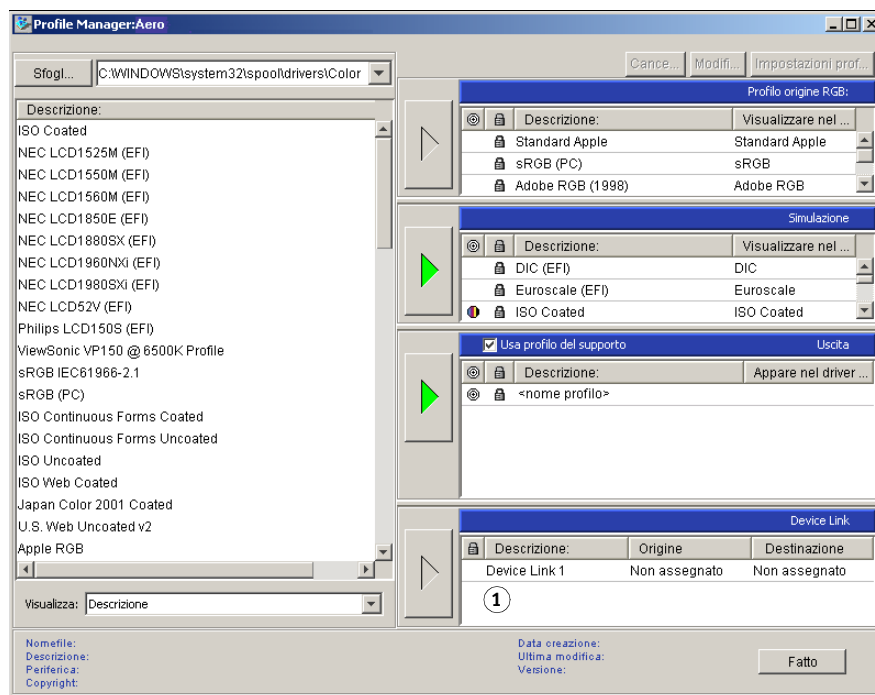 Profile Manager:Aero
Sfogl...
C:\WINDOWS\system32\spool\drivers\Color
Descrizione:
ISO Coated
NEC LCD1525M (EFI)
NEC LCD1550M (EFI)
NEC LCD1560M (EFI)
NEC LCD1850E (EFI)
NEC LCD1880SX (EFI)
NEC LCD1960NXi (EFI)
NEC LCD1980SXi (EFI)
NEC LCD52V (EFI)
Philips LCD150S (EFI)
ViewSonic VP150 @ 6500K Profile
sRGB IEC61966-2.1
sRGB (PC)
ISO Continuous Forms Coated
ISO Continuous Forms Uncoated
ISO Uncoated
ISO Web Coated
Japan Color 2001 Coated
U.S. Web Uncoated v2
Apple RGB
Visualizza: Descrizione
Cance... Modifi... Impostazioni prof...
Profilo origine RGB:
Descrizione: Visualizzare nel ...
Standard Apple Standard Apple
sRGB (PC) sRGB
Adobe RGB (1998) Adobe RGB
Simulazione
Descrizione: Visualizzare nel ...
DIC (EFI) DIC
Euroscale (EFI) Euroscale
ISO Coated ISO Coated
Usa profilo del supporto Uscita
Descrizione: Appare nel driver ...
<nome profilo>
Device Link
Descrizione: Origine Destinazione
Device Link 1 Non assegnato Non assegnato
1
Nomefile:
Descrizione:
Periferica:
Copyright:
Data creazione:
Ultima modifica:
Versione:
Fatto